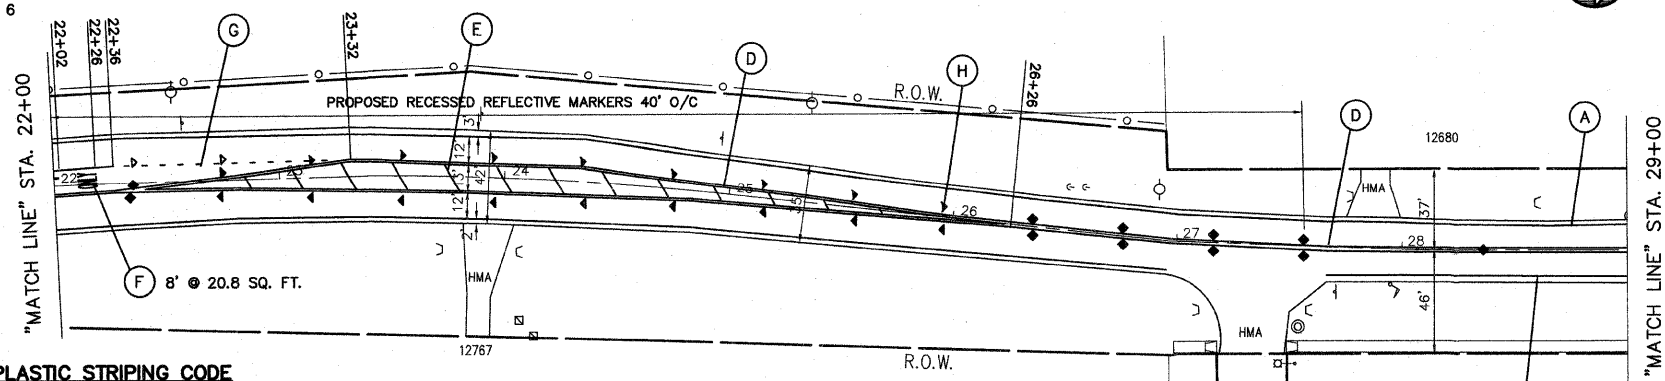 6
22+02
22+26
22+36
G
23+32
E
D
H
26+26
D
A
R.O.W.
PROPOSED RECESSED REFLECTIVE MARKERS 40' O/C
12680
"MATCH LINE" STA. 22+00
"MATCH LINE" STA. 29+00
3'
12'
42'
12'
2'
22
24
25
26
27
28
HMA
37'
46'
F
8' @ 20.8 SQ. FT.
HMA
HMA
12767
R.O.W.
PLASTIC STRIPING CODE